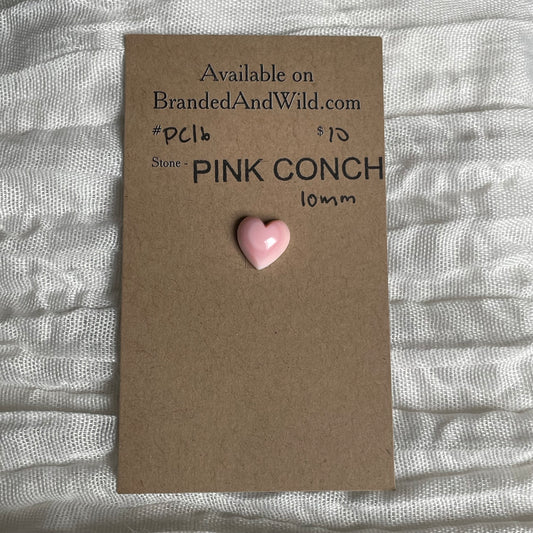 Available on
BrandedAndWild.com
#PC16 $10
Stone - PINK CONCH
10mm